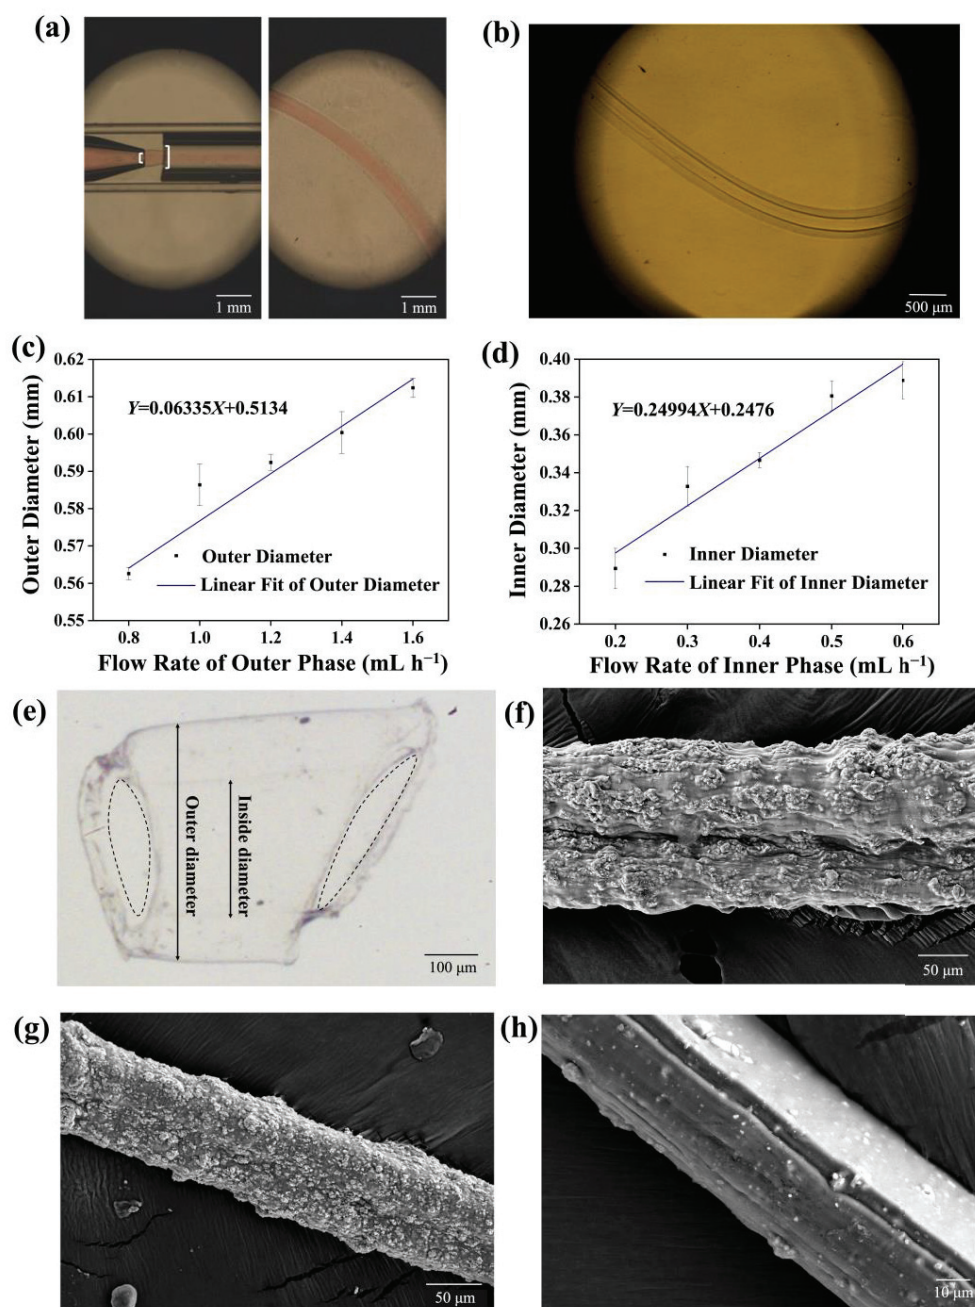 (a)
1 mm
1 mm
(b)
500 μm
(c)
0.62
0.61
0.60
0.59
0.57
0.56
0.55
Outer Diameter (mm)
Y=0.06335X+0.5134
Outer Diameter
Linear Fit of Outer Diameter
0.8
1.0
1.2
1.4
1.6
Flow Rate of Outer Phase (mL h⁻¹)
(d)
0.40
0.38
0.36
0.34
0.32
0.30
0.28
0.26
Inner Diameter (mm)
Y=0.24994X+0.2476
Inner Diameter
Linear Fit of Inner Diameter
0.2
0.3
0.4
0.5
0.6
Flow Rate of Inner Phase (mL h⁻¹)
(e)
Outer diameter
Inside diameter
100 μm
(f)
50 μm
(g)
50 μm
(h)
10 μm